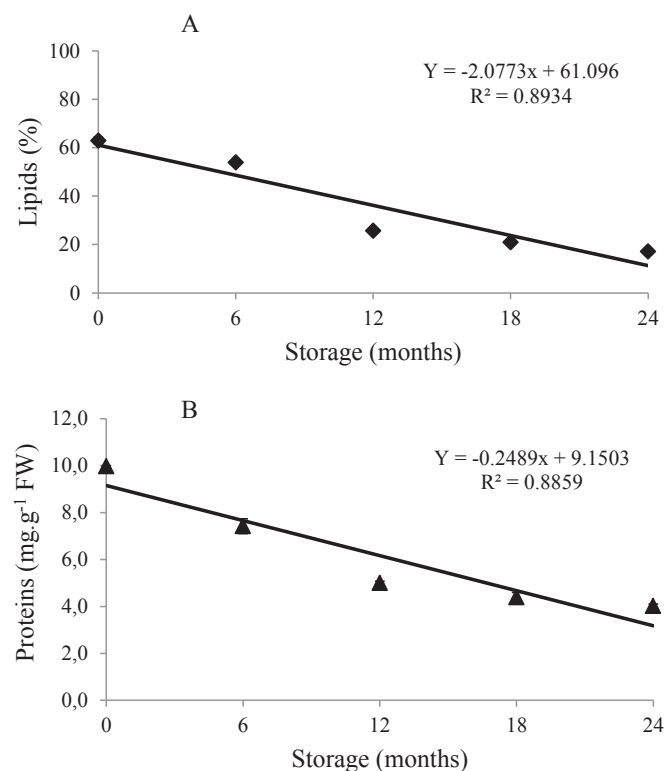 A
Y = -2.0773x + 61.096
R² = 0.8934
100
80
60
40
20
0
Lipids (%)
0 6 12 18 24
Storage (months)
B
Y = -0.2489x + 9.1503
R² = 0.8859
12,0
10,0
8,0
6,0
4,0
2,0
0,0
Proteins (mg.g⁻¹ FW)
0 6 12 18 24
Storage (months)